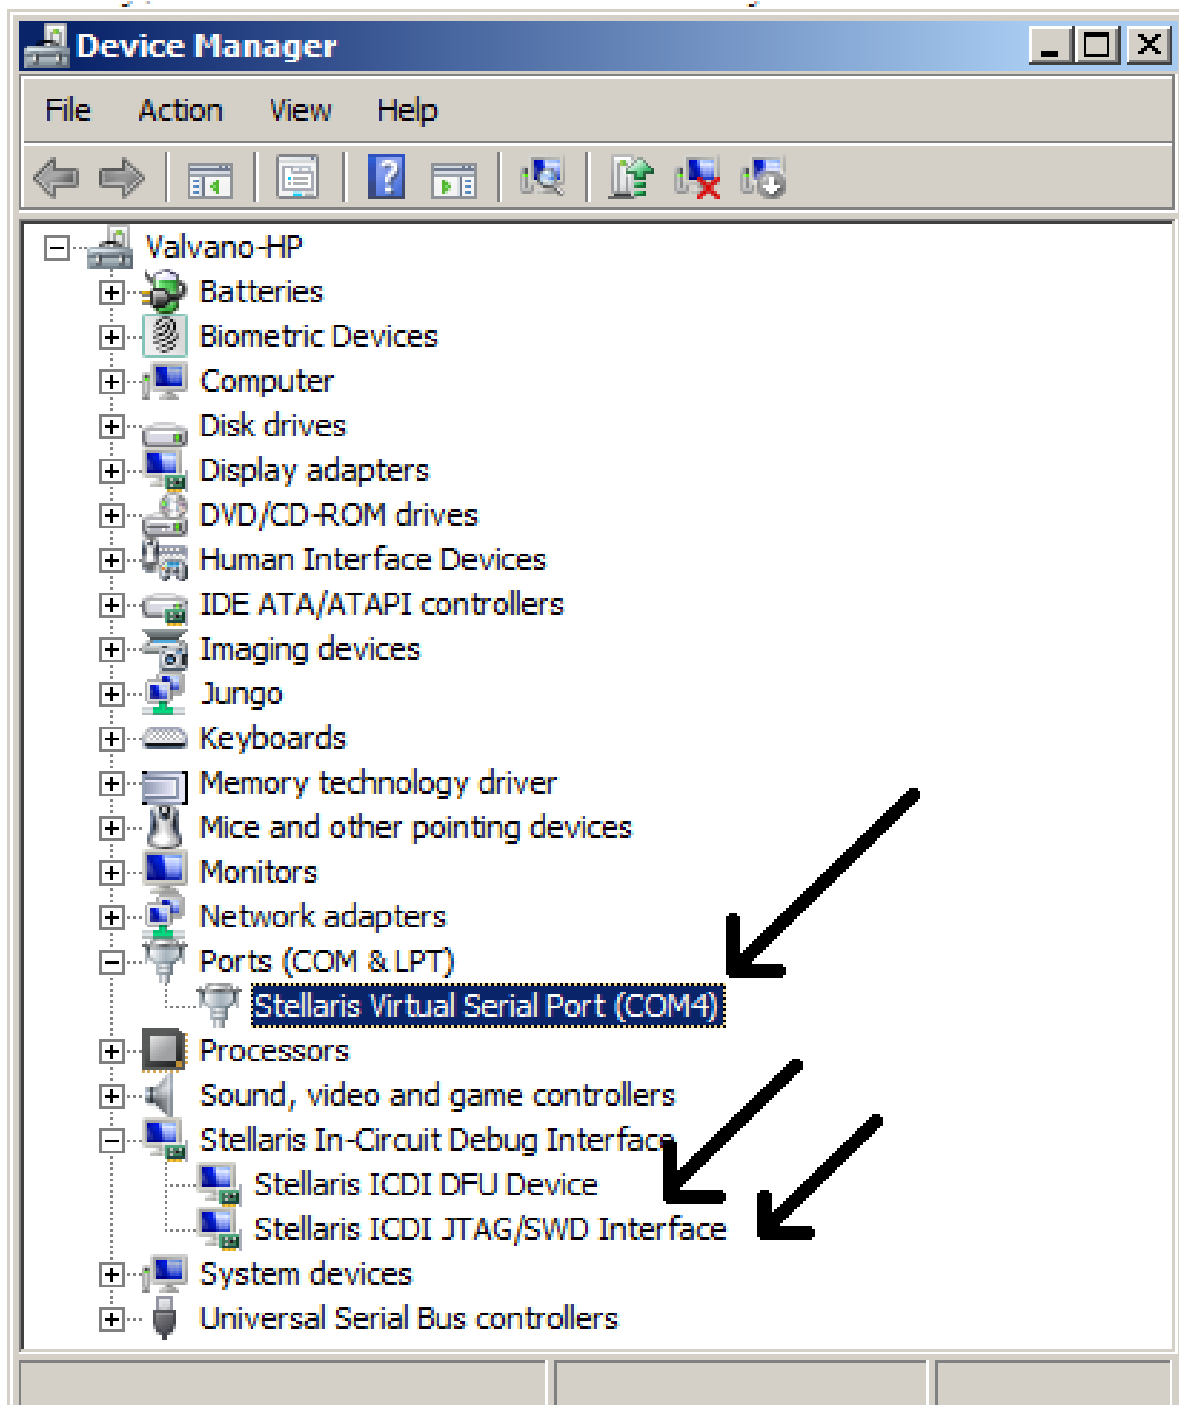 Device Manager
File Action View Help
Valvano-HP
Batteries
Biometric Devices
Computer
Disk drives
Display adapters
DVD/CD-ROM drives
Human Interface Devices
IDE ATA/ATAPI controllers
Imaging devices
Jungo
Keyboards
Memory technology driver
Mice and other pointing devices
Monitors
Network adapters
Ports (COM & LPT)
Stellaris Virtual Serial Port (COM4)
Processors
Sound, video and game controllers
Stellaris In-Circuit Debug Interface
Stellaris ICDI DFU Device
Stellaris ICDI JTAG/SWD Interface
System devices
Universal Serial Bus controllers